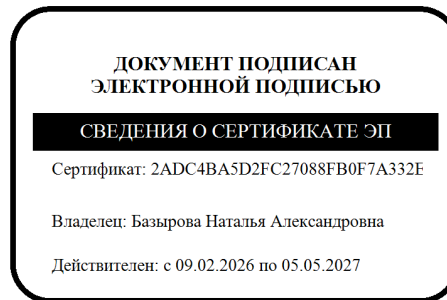 ДОКУМЕНТ ПОДПИСАН
ЭЛЕКТРОННОЙ ПОДПИСЬЮ
СВЕДЕНИЯ О СЕРТИФИКАТЕ ЭП
Сертификат: 2ADC4BA5D2FC27088FB0F7A332E
Владелец: Базырова Наталья Александровна
Действителен: с 09.02.2026 по 05.05.2027